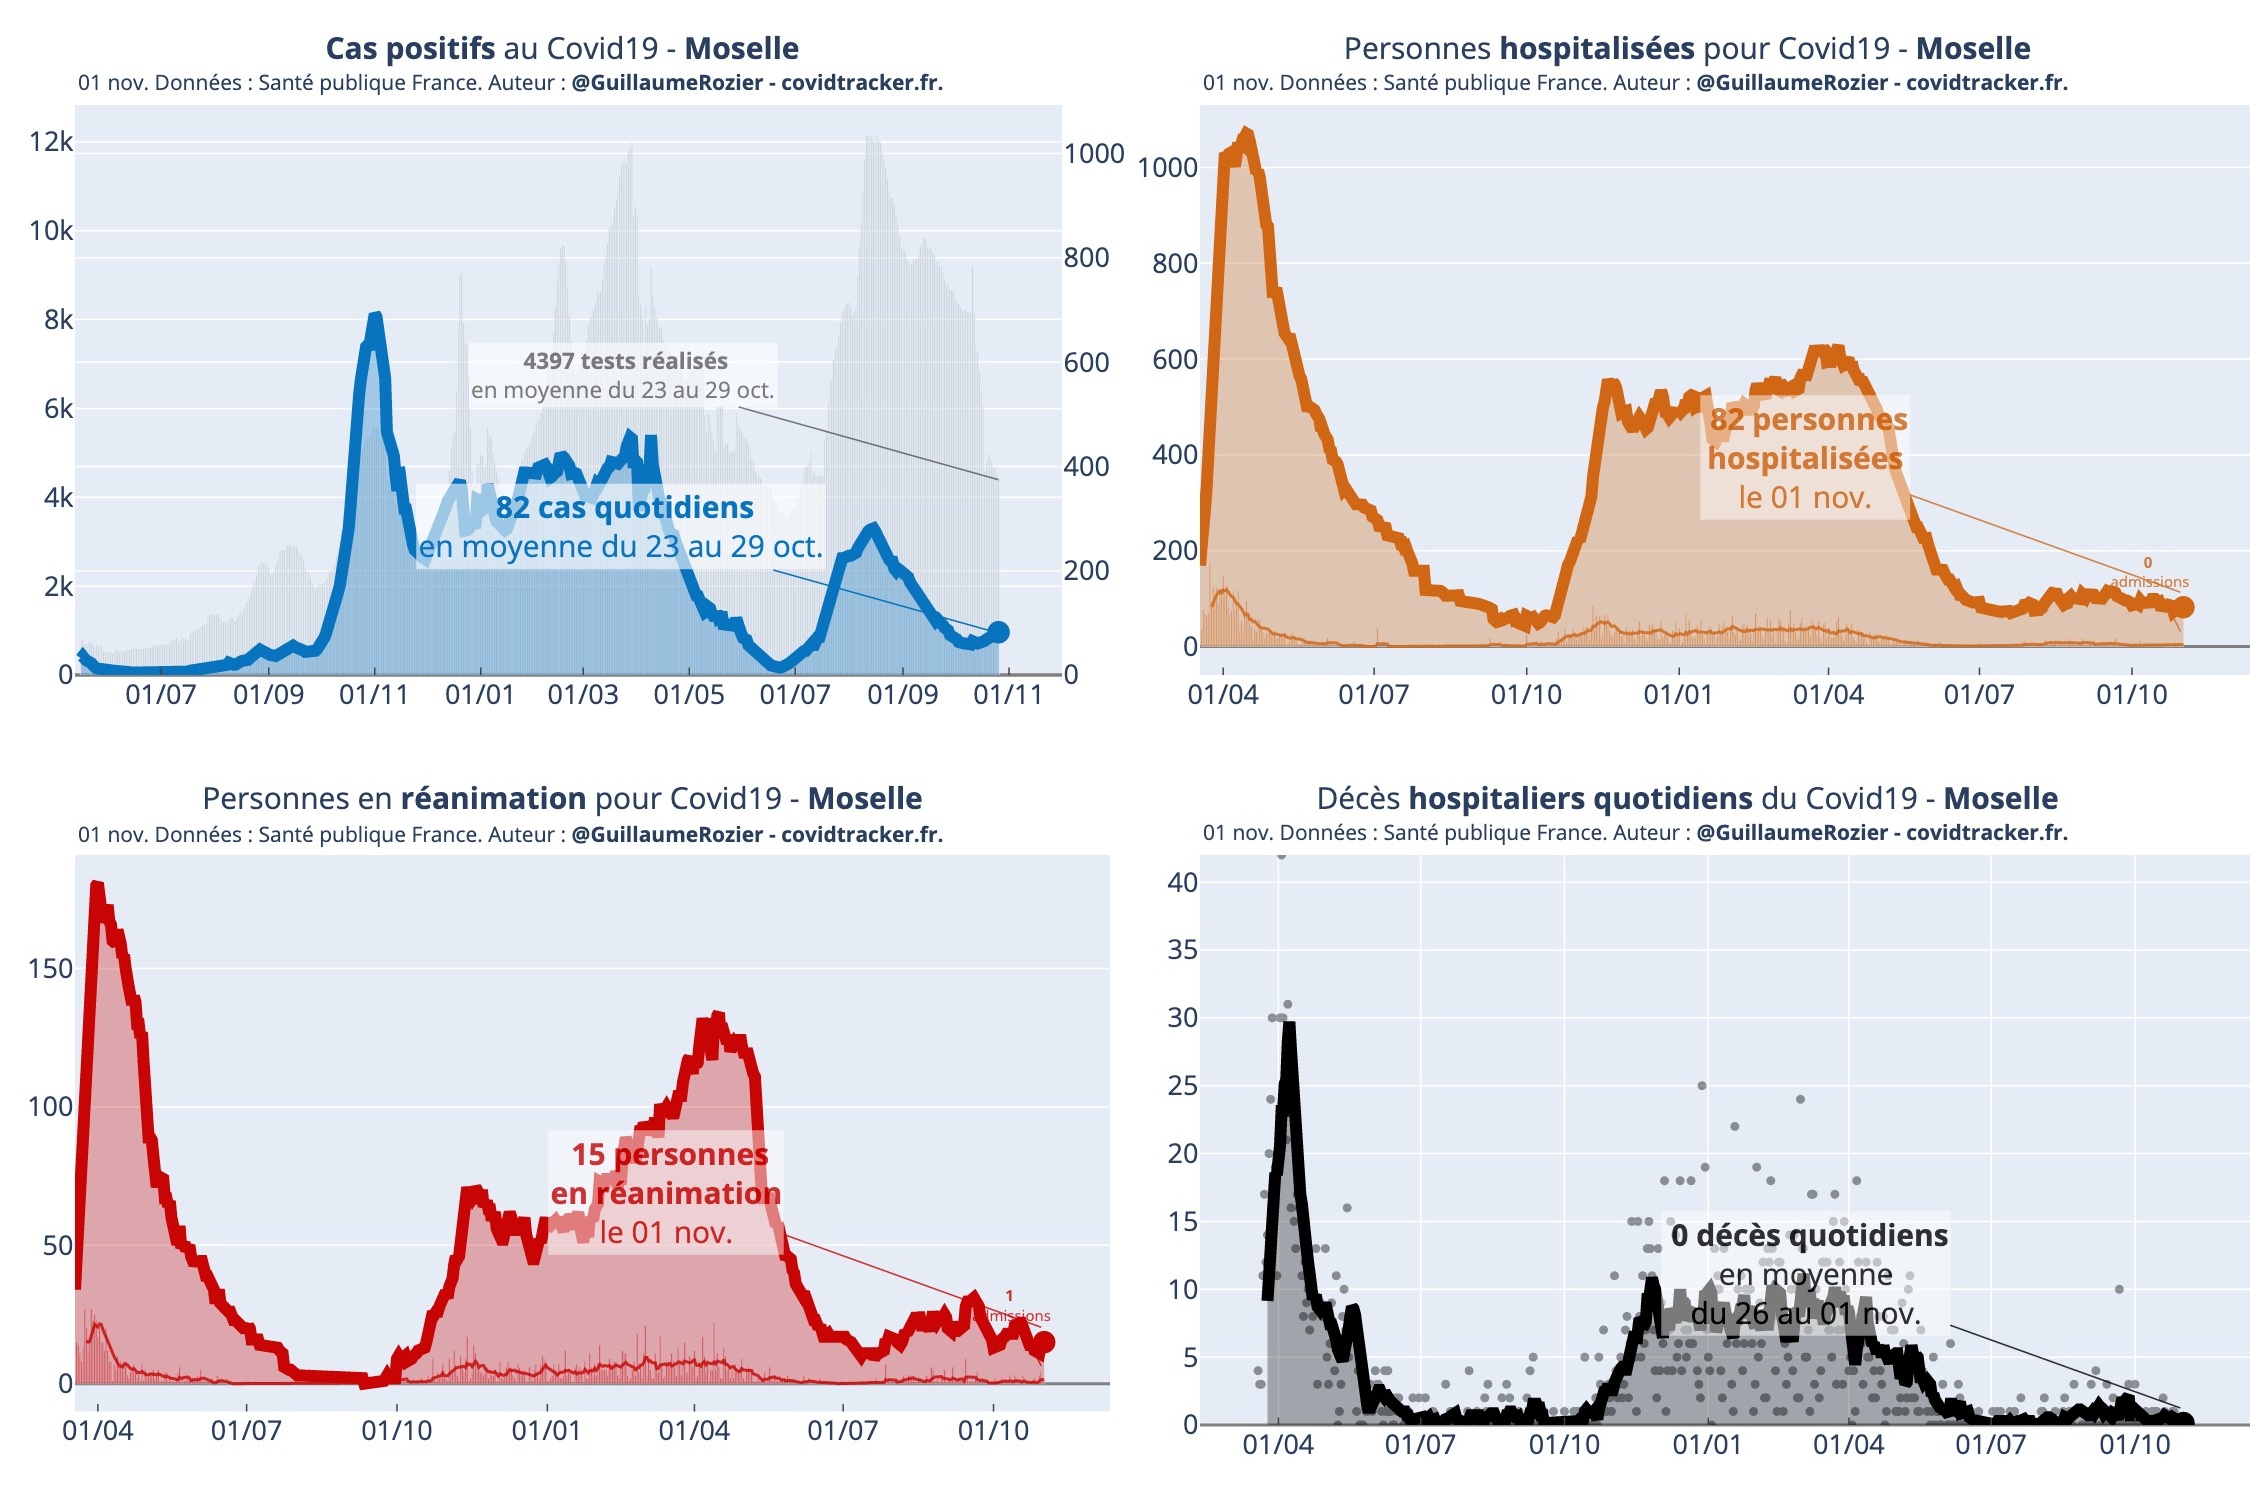 Cas positifs au Covid19 - Moselle
01 nov. Données : Santé publique France. Auteur : @GuillaumeRozier - covidtracker.fr.
12k
10k
8k
6k
4k
2k
0
1000
800
600
400
200
0
4397 tests réalisés
en moyenne du 23 au 29 oct.
82 cas quotidiens
en moyenne du 23 au 29 oct.
01/07 01/09 01/11 01/01 01/03 01/05 01/07 01/09 01/11
Personnes hospitalisées pour Covid19 - Moselle
01 nov. Données : Santé publique France. Auteur : @GuillaumeRozier - covidtracker.fr.
1000
800
600
400
200
0
82 personnes
hospitalisées
le 01 nov.
0
admissions
01/04 01/07 01/10 01/01 01/04 01/07 01/10
Personnes en réanimation pour Covid19 - Moselle
01 nov. Données : Santé publique France. Auteur : @GuillaumeRozier - covidtracker.fr.
150
100
50
0
15 personnes
en réanimation
le 01 nov.
1
admissions
01/04 01/07 01/10 01/01 01/04 01/07 01/10
Décès hospitaliers quotidiens du Covid19 - Moselle
01 nov. Données : Santé publique France. Auteur : @GuillaumeRozier - covidtracker.fr.
40
35
30
25
20
15
10
5
0
0 décès quotidiens
en moyenne
du 26 au 01 nov.
01/04 01/07 01/10 01/01 01/04 01/07 01/10